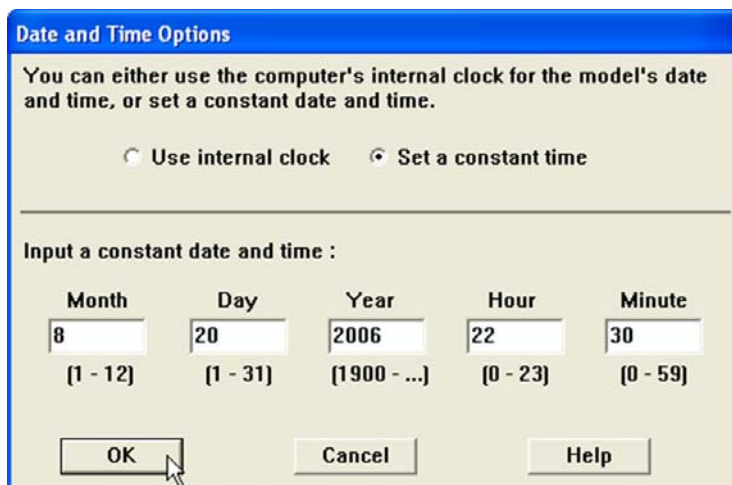 Date and Time Options
You can either use the computer's internal clock for the model's date
and time, or set a constant date and time.
Use internal clock Set a constant time
Input a constant date and time :
Month Day Year Hour Minute
8 20 2006 22 30
(1 - 12) (1 - 31) (1900 - ...) (0 - 23) (0 - 59)
OK Cancel Help